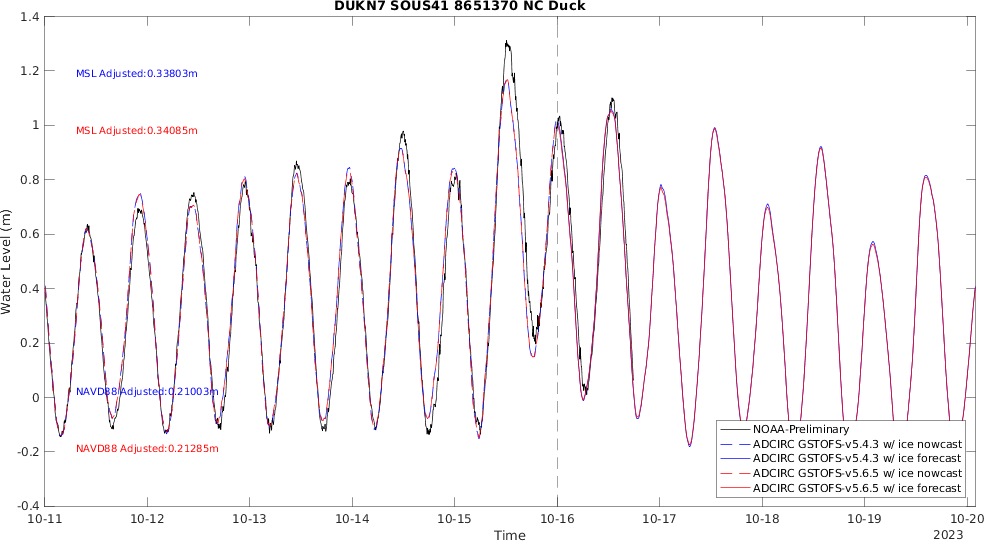 DUKN7 SOUS41 8651370 NC Duck
1.4
1.2
1
0.8
0.6
0.4
0.2
0
-0.2
-0.4
Water Level (m)
MSL Adjusted:0.33803m
MSL Adjusted:0.34085m
NAVD88 Adjusted:0.21003m
NAVD88 Adjusted:0.21285m
NOAA-Preliminary
ADCIRC GSTOFS-v5.4.3 w/ ice nowcast
ADCIRC GSTOFS-v5.4.3 w/ ice forecast
ADCIRC GSTOFS-v5.6.5 w/ ice nowcast
ADCIRC GSTOFS-v5.6.5 w/ ice forecast
10-11 10-12 10-13 10-14 10-15 10-16 10-17 10-18 10-19 10-20
Time
2023